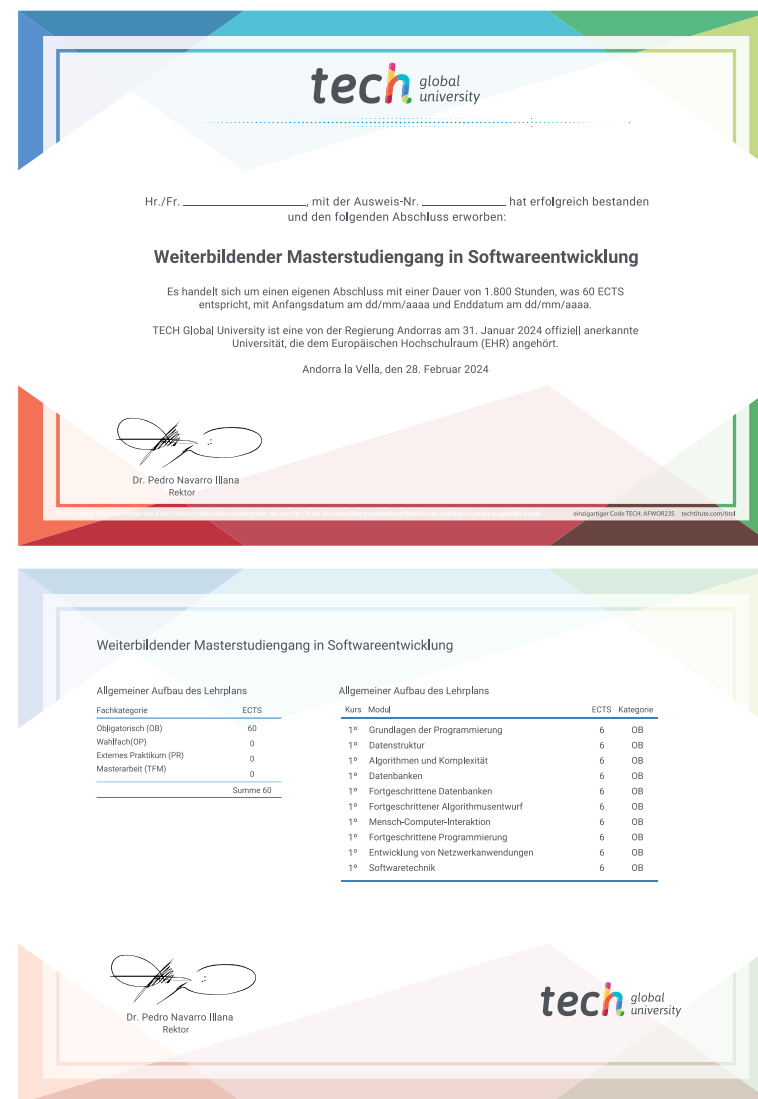 tech global
university
Hr./Fr. ____________________, mit der Ausweis-Nr. ______________ hat erfolgreich bestanden
und den folgenden Abschluss erworben:
Weiterbildender Masterstudiengang in Softwareentwicklung
Es handelt sich um einen eigenen Abschluss mit einer Dauer von 1.800 Stunden, was 60 ECTS
entspricht, mit Anfangsdatum am dd/mm/aaaa und Enddatum am dd/mm/aaaa.
TECH Global University ist eine von der Regierung Andorras am 31. Januar 2024 offiziell anerkannte
Universität, die dem Europäischen Hochschulraum (EHR) angehört.
Andorra la Vella, den 28. Februar 2024
Dr. Pedro Navarro Illana
Rektor
einzigartiger Code TECH: AFWOR235 techtitute.com/titel
Weiterbildender Masterstudiengang in Softwareentwicklung
Allgemeiner Aufbau des Lehrplans
Fachkategorie ECTS
Obligatorisch (OB) 60
Wahlfach(OP) 0
Externes Praktikum (PR) 0
Masterarbeit (TFM) 0
Summe 60
Allgemeiner Aufbau des Lehrplans
Kurs Modul ECTS Kategorie
1º Grundlagen der Programmierung 6 OB
1º Datenstruktur 6 OB
1º Algorithmen und Komplexität 6 OB
1º Datenbanken 6 OB
1º Fortgeschrittene Datenbanken 6 OB
1º Fortgeschrittener Algorithmusentwurf 6 OB
1º Mensch-Computer-Interaktion 6 OB
1º Fortgeschrittene Programmierung 6 OB
1º Entwicklung von Netzwerkanwendungen 6 OB
1º Softwaretechnik 6 OB
Dr. Pedro Navarro Illana
Rektor
tech global
university